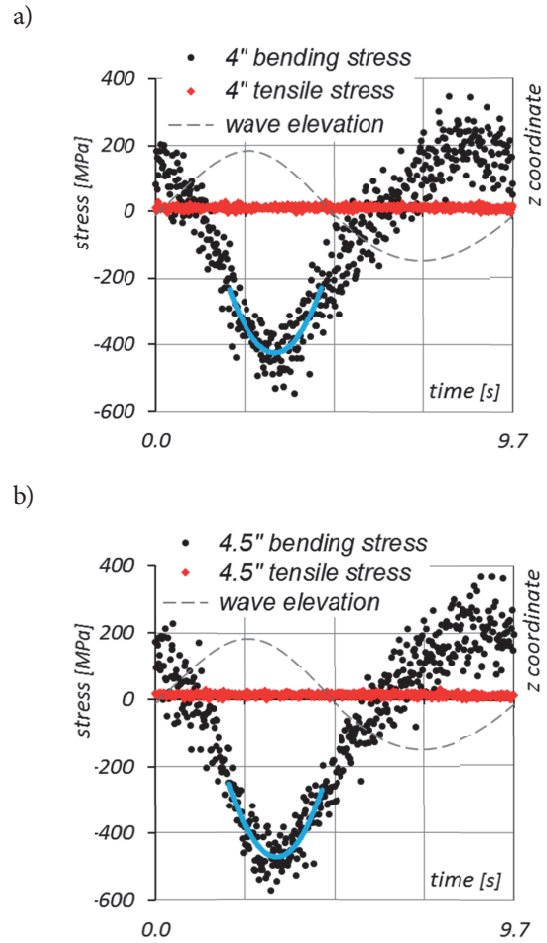 a)
4" bending stress
4" tensile stress
wave elevation
400
200
0
-200
-400
-600
stress [MPa]
z coordinate
time [s]
0.0
9.7
b)
4.5" bending stress
4.5" tensile stress
wave elevation
400
200
0
-200
-400
-600
stress [MPa]
z coordinate
time [s]
0.0
9.7